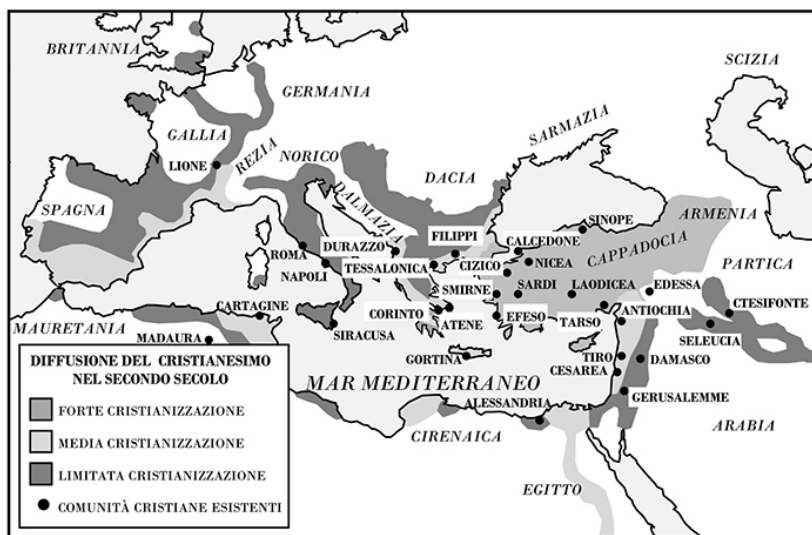 BRITANNIA
SCIZIA
GERMANIA
SARMAZIA
GALLIA
REZIA
NORICO
LIONE
DACIA
DALMAZIA
SPAGNA
SINOPE
ARMENIA
FILIPPI
CALCEDONE
CAPPADOCIA
ROMA
DURAZZO
NICEA
PARTICA
NAPOLI
TESSALONICA
CIZICO
EDESSA
SMIRNE
SARDI
LAODICEA
CTESIFONTE
CARTAGINE
CORINTO
ANTIOCHIA
MAURETANIA
ATENE
EFESO
TARSO
SELEUCIA
MADAURA
SIRACUSA
GORTINA
TIRO
DAMASCO
CESAREA
MAR MEDITERRANEO
GERUSALEMME
ALESSANDRIA
CIRENAICA
ARABIA
EGITTO
DIFFUSIONE DEL CRISTIANESIMO
NEL SECONDO SECOLO
FORTE CRISTIANIZZAZIONE
MEDIA CRISTIANIZZAZIONE
LIMITATA CRISTIANIZZAZIONE
COMUNITÀ CRISTIANE ESISTENTI